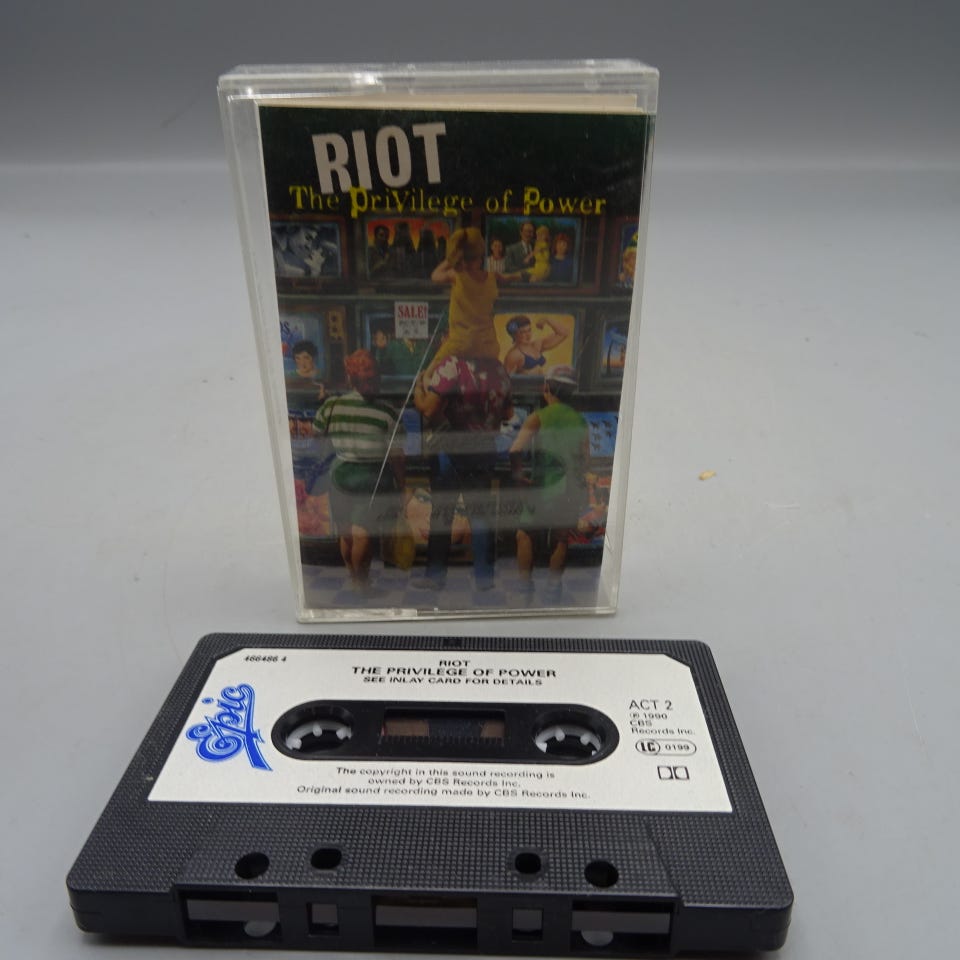 RIOT
The PriVilege of Power
SALE!
466486 4
RIOT
THE PRIVILEGE OF POWER
SEE INLAY CARD FOR DETAILS
Epic
ACT 2
℗ 1990
CBS
Records Inc.
LC 0199
The copyright in this sound recording is
owned by CBS Records Inc.
Original sound recording made by CBS Records Inc.